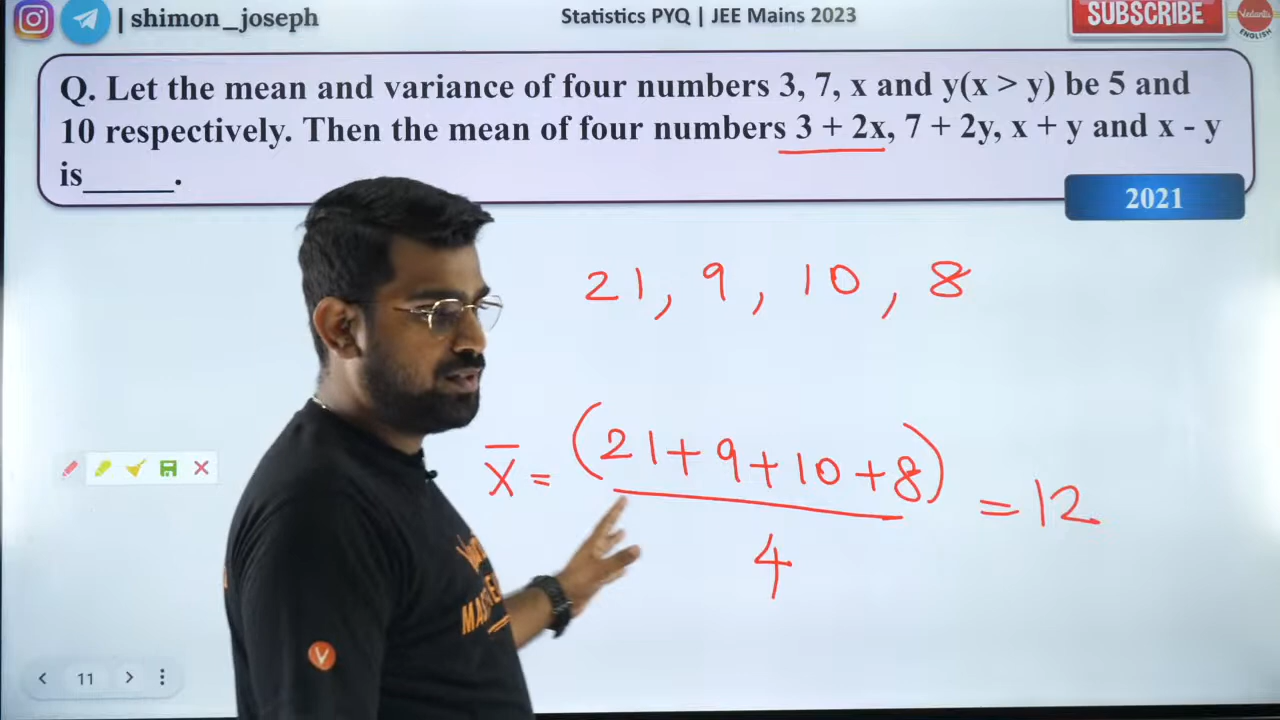 | shimon_joseph
Statistics PYQ | JEE Mains 2023
SUBSCRIBE
Vedantu
ENGLISH
Q. Let the mean and variance of four numbers 3, 7, x and y(x > y) be 5 and
10 respectively. Then the mean of four numbers 3 + 2x, 7 + 2y, x + y and x - y
is______.
2021
21, 9, 10, 8
X̅ = (21+9+10+8) = 12
4
11